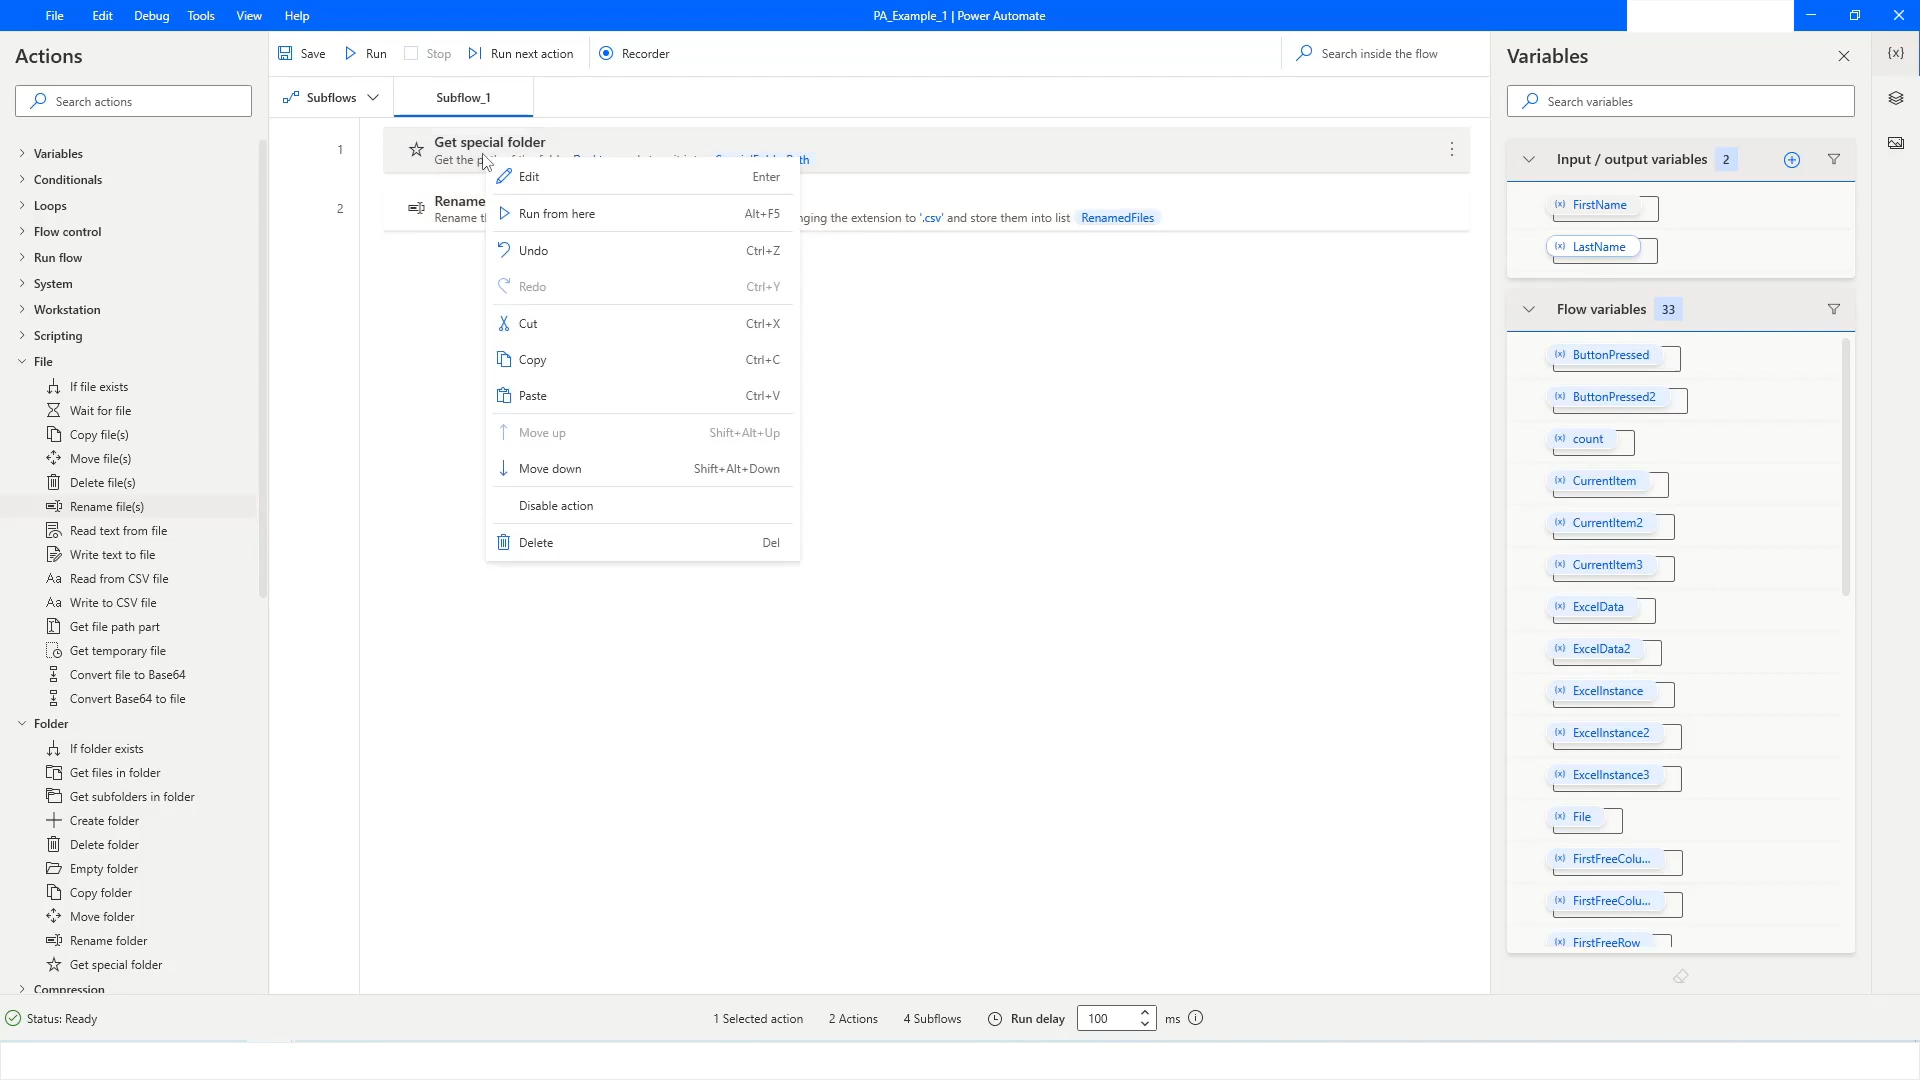 File Edit Debug Tools View Help
PA_Example_1 | Power Automate
Actions
Search actions
Variables
Conditionals
Loops
Flow control
Run flow
System
Workstation
Scripting
File
If file exists
Wait for file
Copy file(s)
Move file(s)
Delete file(s)
Rename file(s)
Read text from file
Write text to file
Aa Read from CSV file
Aa Write to CSV file
Get file path part
Get temporary file
Convert file to Base64
Convert Base64 to file
Folder
If folder exists
Get files in folder
Get subfolders in folder
Create folder
Delete folder
Empty folder
Copy folder
Move folder
Rename folder
Get special folder
Compression
Save Run Stop Run next action Recorder
Search inside the flow
Subflows
Subflow_1
1
Get special folder
Get the
2
Rename
Rename
nging the extension to '.csv' and store them into list RenamedFiles
Edit Enter
Run from here Alt+F5
Undo Ctrl+Z
Redo Ctrl+Y
Cut Ctrl+X
Copy Ctrl+C
Paste Ctrl+V
Move up Shift+Alt+Up
Move down Shift+Alt+Down
Disable action
Delete Del
Variables
{x}
Search variables
Input / output variables 2
(x) FirstName
(x) LastName
Flow variables 33
(x) ButtonPressed
(x) ButtonPressed2
(x) count
(x) CurrentItem
(x) CurrentItem2
(x) CurrentItem3
(x) ExcelData
(x) ExcelData2
(x) ExcelInstance
(x) ExcelInstance2
(x) ExcelInstance3
(x) File
(x) FirstFreeColu...
(x) FirstFreeColu...
(x) FirstFreeRow
Status: Ready
1 Selected action
2 Actions
4 Subflows
Run delay
100
ms